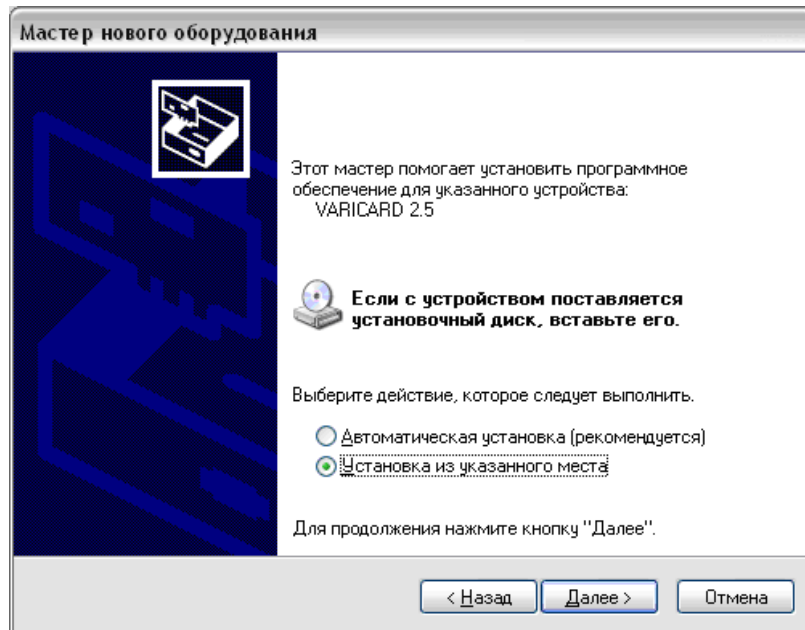 Мастер нового оборудования
Этот мастер помогает установить программное
обеспечение для указанного устройства:
VARICARD 2.5
Если с устройством поставляется
установочный диск, вставьте его.
Выберите действие, которое следует выполнить.
Автоматическая установка (рекомендуется)
Установка из указанного места
Для продолжения нажмите кнопку "Далее".
< Назад Далее > Отмена